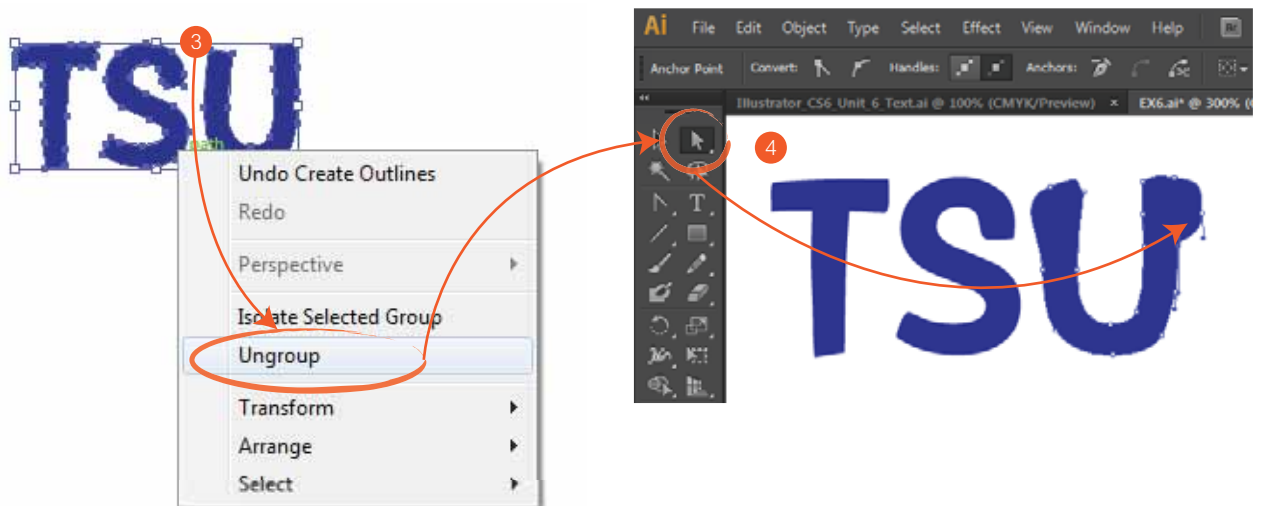 3
TSU
path
Undo Create Outlines
Redo
Perspective
Isolate Selected Group
Ungroup
Transform
Arrange
Select
Ai File Edit Object Type Select Effect View Window Help Br
Anchor Point Convert: Handles: Anchors:
Illustrator_CS6_Unit_6_Text.ai @ 100% (CMYK/Preview) × EX6.ai* @ 300% (
4
T
TSU